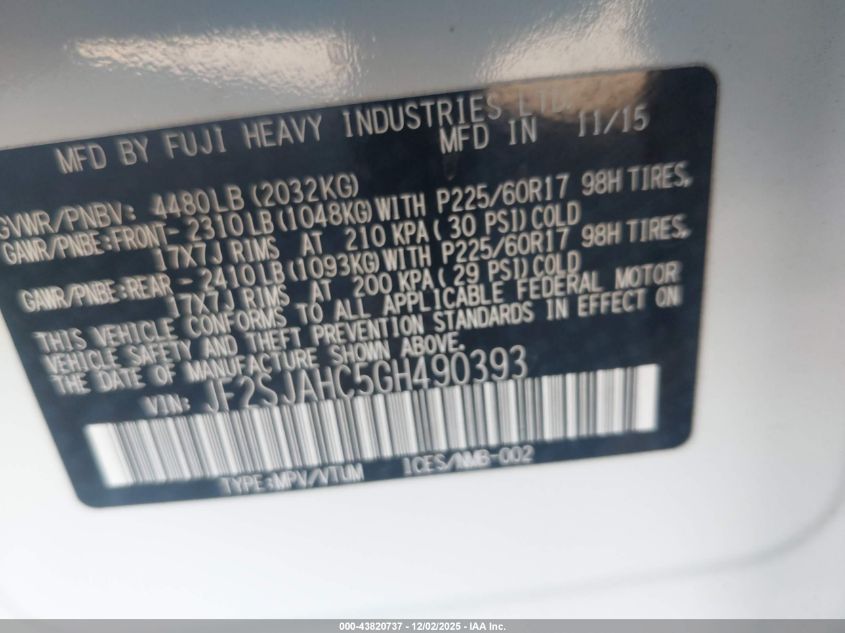 MFD BY FUJI HEAVY INDUSTRIES LTD.
MFD IN 11/15
GVWR/PNBV: 4480LB(2032KG)
GAWR/PNBE:FRONT-2310LB(1048KG)WITH P225/60R17 98H TIRES,
17X7J RIMS AT 210 KPA(30 PSI)COLD
GAWR/PNBE:REAR -2410LB(1093KG)WITH P225/60R17 98H TIRES,
17X7J RIMS AT 200 KPA(29 PSI)COLD
THIS VEHICLE CONFORMS TO ALL APPLICABLE FEDERAL MOTOR
VEHICLE SAFETY AND THEFT PREVENTION STANDARDS IN EFFECT ON
THE DATE OF MANUFACTURE SHOWN ABOVE.
VIN: JF2SJAHC5GH490393
TYPE:MPV/VTUM ICES/NMB-002
000-43820737 - 12/02/2025 - IAA Inc.